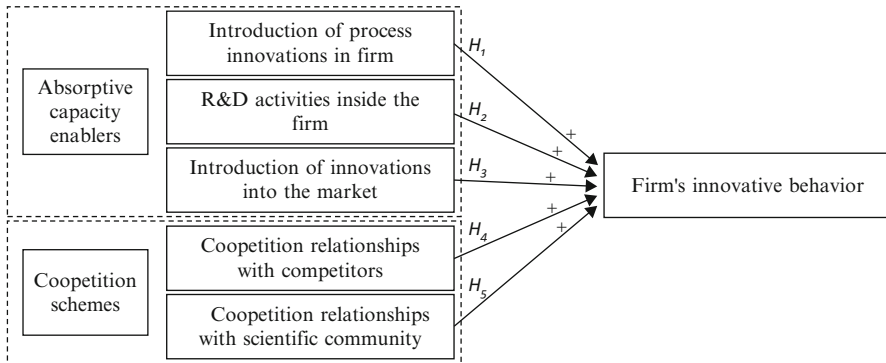 Absorptive
capacity
enablers
Introduction of process
innovations in firm
R&D activities inside the
firm
Introduction of innovations
into the market
Coopetition
schemes
Coopetition relationships
with competitors
Coopetition relationships
with scientific community
H1
H2
H3
H4
H5
+
+
+
+
+
Firm's innovative behavior